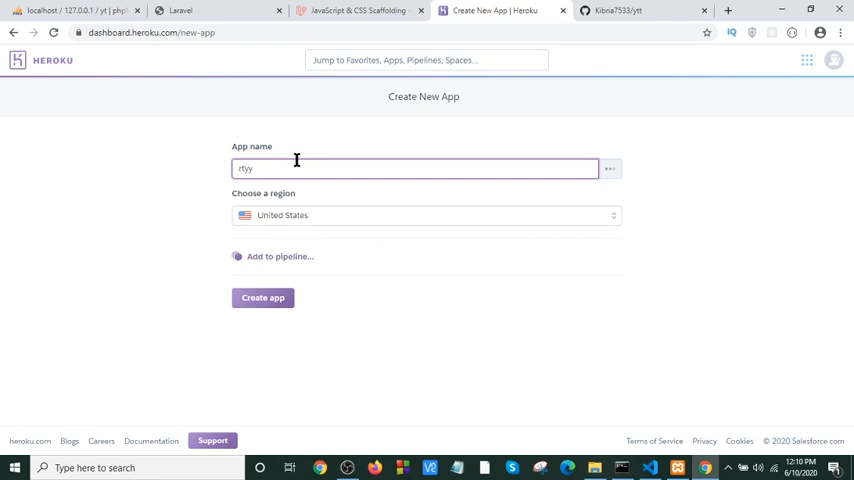 localhost / 127.0.0.1 / yt | php
Laravel
JavaScript & CSS Scaffolding -
Create New App | Heroku
Kibria7533/ytt
dashboard.heroku.com/new-app
IQ
HEROKU
Jump to Favorites, Apps, Pipelines, Spaces...
Create New App
App name
rtyy
Choose a region
United States
Add to pipeline...
Create app
heroku.com
Blogs
Careers
Documentation
Support
Terms of Service
Privacy
Cookies
© 2020 Salesforce.com
Type here to search
12:10 PM
6/10/2020